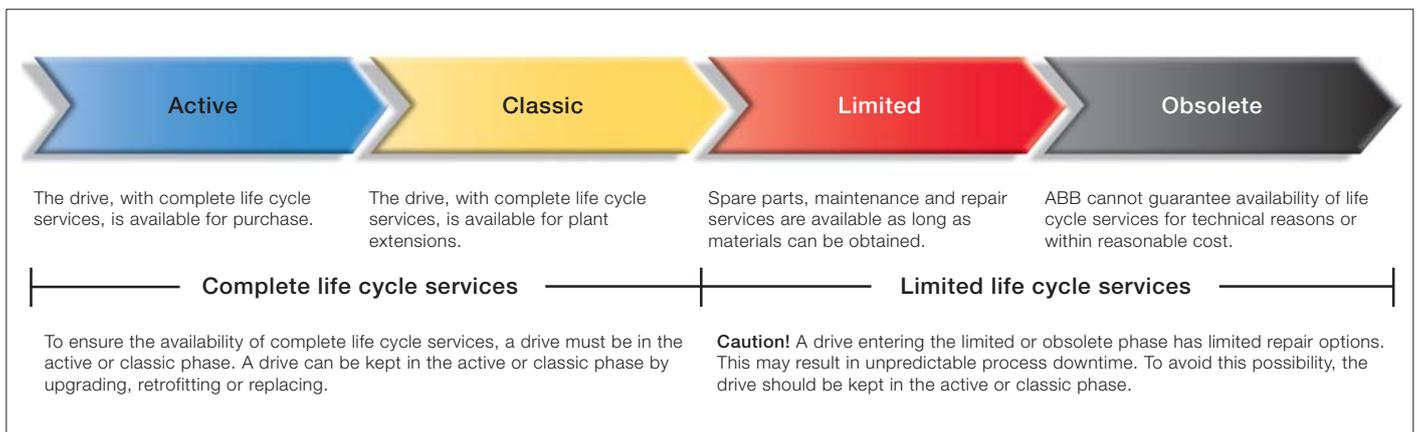 Active
Classic
Limited
Obsolete
The drive, with complete life cycle
services, is available for purchase.
The drive, with complete life cycle
services, is available for plant
extensions.
Spare parts, maintenance and repair
services are available as long as
materials can be obtained.
ABB cannot guarantee availability of life
cycle services for technical reasons or
within reasonable cost.
Complete life cycle services
Limited life cycle services
To ensure the availability of complete life cycle services, a drive must be in the
active or classic phase. A drive can be kept in the active or classic phase by
upgrading, retrofitting or replacing.
Caution! A drive entering the limited or obsolete phase has limited repair options.
This may result in unpredictable process downtime. To avoid this possibility, the
drive should be kept in the active or classic phase.